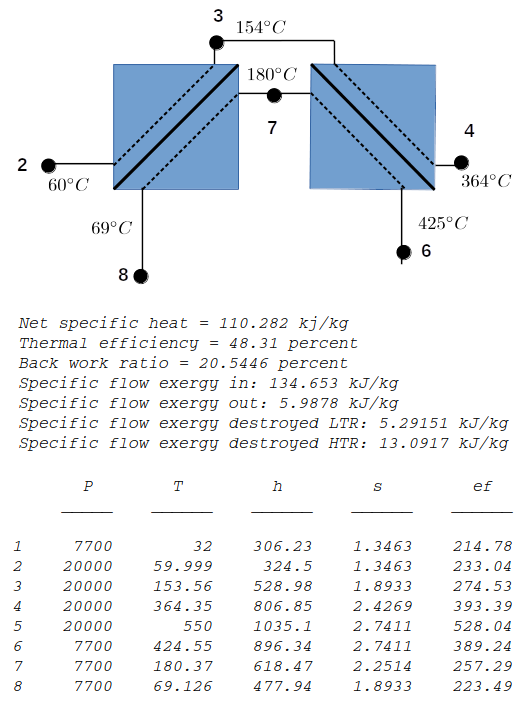 3
154°C
180°C
7
4
2
60°C
364°C
69°C
425°C
6
8
Net specific heat = 110.282 kj/kg
Thermal efficiency = 48.31 percent
Back work ratio = 20.5446 percent
Specific flow exergy in: 134.653 kJ/kg
Specific flow exergy out: 5.9878 kJ/kg
Specific flow exergy destroyed LTR: 5.29151 kJ/kg
Specific flow exergy destroyed HTR: 13.0917 kJ/kg
P T h s ef
1 7700 32 306.23 1.3463 214.78
2 20000 59.999 324.5 1.3463 233.04
3 20000 153.56 528.98 1.8933 274.53
4 20000 364.35 806.85 2.4269 393.39
5 20000 550 1035.1 2.7411 528.04
6 7700 424.55 896.34 2.7411 389.24
7 7700 180.37 618.47 2.2514 257.29
8 7700 69.126 477.94 1.8933 223.49